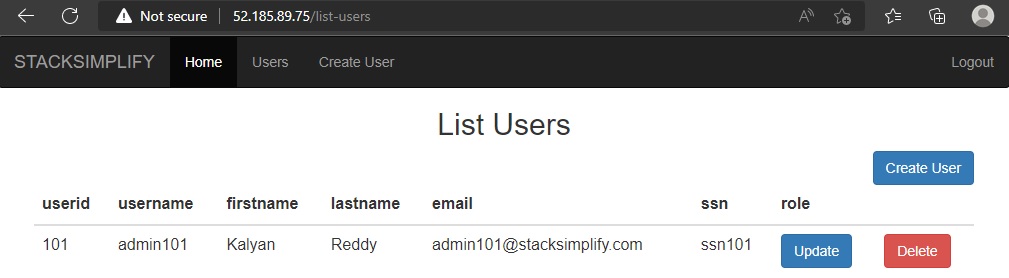 Not secure | 52.185.89.75/list-users
STACKSIMPLIFY Home Users Create User Logout
List Users
Create User
userid username firstname lastname email ssn role
101 admin101 Kalyan Reddy admin101@stacksimplify.com ssn101 Update Delete